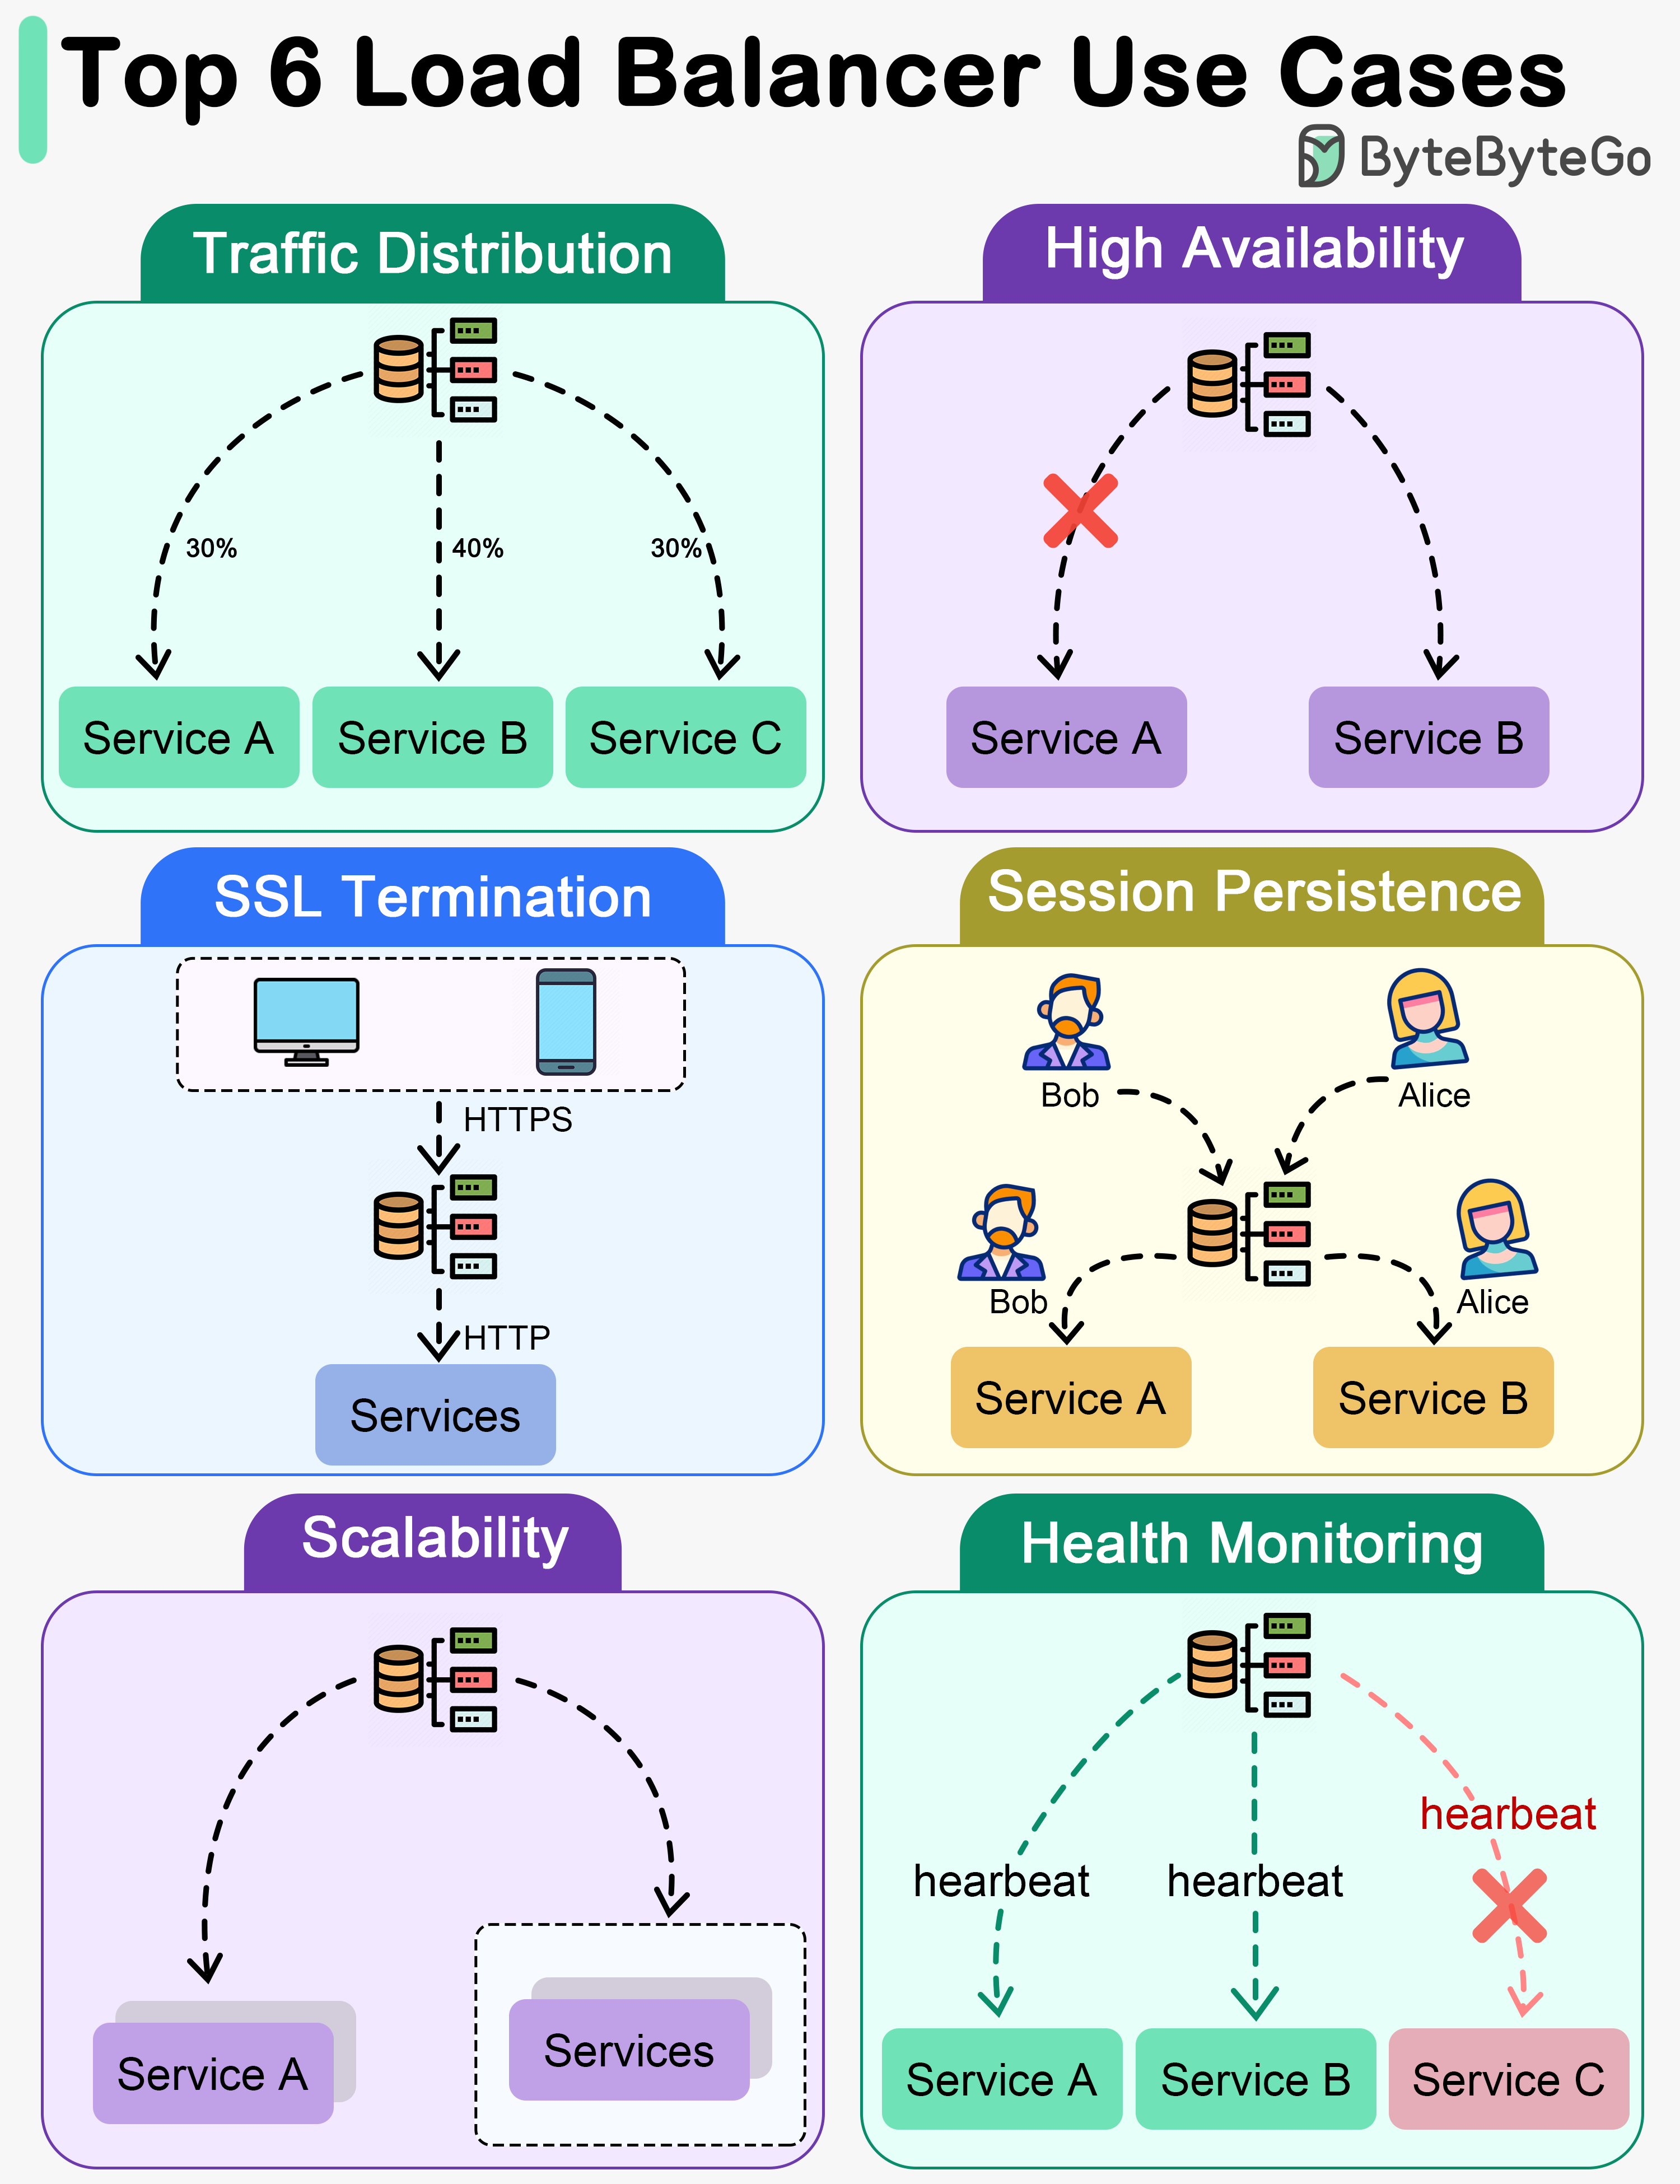 Top 6 Load Balancer Use Cases
ByteByteGo
Traffic Distribution
30%
40%
30%
Service A
Service B
Service C
High Availability
Service A
Service B
SSL Termination
HTTPS
HTTP
Services
Session Persistence
Bob
Alice
Bob
Alice
Service A
Service B
Scalability
Service A
Services
Health Monitoring
hearbeat
hearbeat
hearbeat
Service A
Service B
Service C